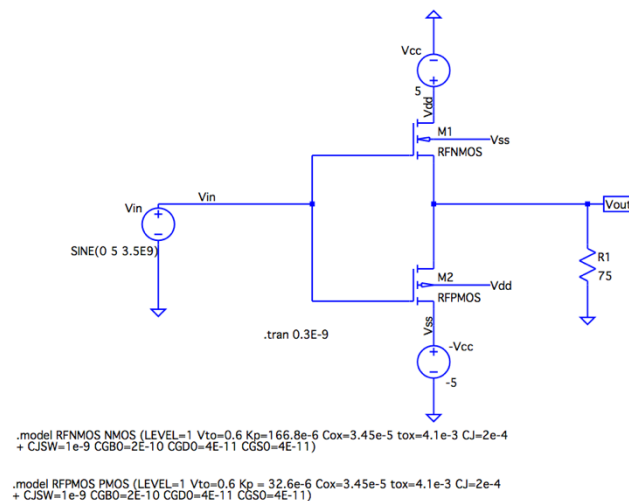 Vcc
5
Vdd
M1
Vss
RFNMOS
Vin
Vin
SINE(0 5 3.5E9)
Vout
R1
75
M2
Vdd
RFPMOS
Vss
.tran 0.3E-9
-Vcc
-5
.model RFNMOS NMOS (LEVEL=1 Vto=0.6 Kp=166.8e-6 Cox=3.45e-5 tox=4.1e-3 CJ=2e-4
+ CJSW=1e-9 CGB0=2E-10 CGD0=4E-11 CGS0=4E-11)
.model RFPMOS PMOS (LEVEL=1 Vto=0.6 Kp = 32.6e-6 Cox=3.45e-5 tox=4.1e-3 CJ=2e-4
+ CJSW=1e-9 CGB0=2E-10 CGD0=4E-11 CGS0=4E-11)